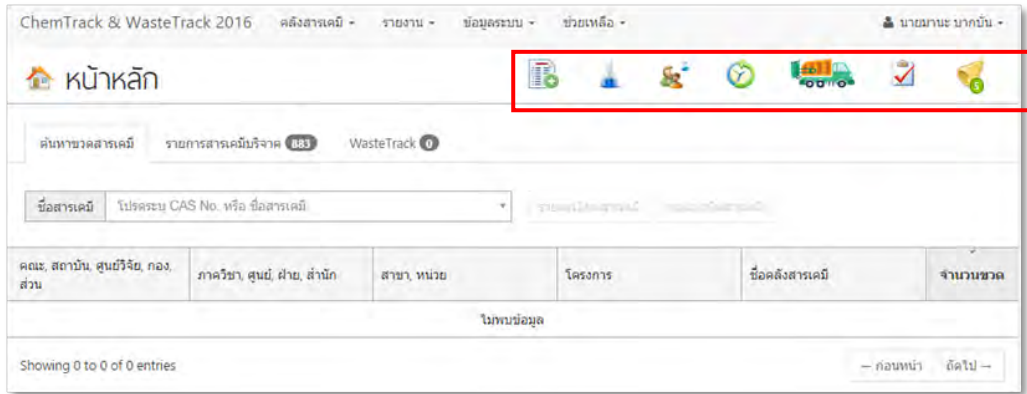 ChemTrack & WasteTrack 2016 คลังสารเคมี รายงาน ข้อมูลระบบ ช่วยเหลือ นายมานะ บากบั่น
หน้าหลัก 5
ค้นหาขวดสารเคมี รายการสารเคมีบริจาค 883 WasteTrack 0
ชื่อสารเคมี โปรดระบุ CAS No. หรือ ชื่อสารเคมี
คณะ, สถาบัน, ศูนย์วิจัย, กอง, ภาควิชา, ศูนย์, ฝ่าย, สำนัก สาขา, หน่วย โครงการ ชื่อคลังสารเคมี จำนวนขวด
ส่วน
ไม่พบข้อมูล
Showing 0 to 0 of 0 entries ← ก่อนหน้า ถัดไป →